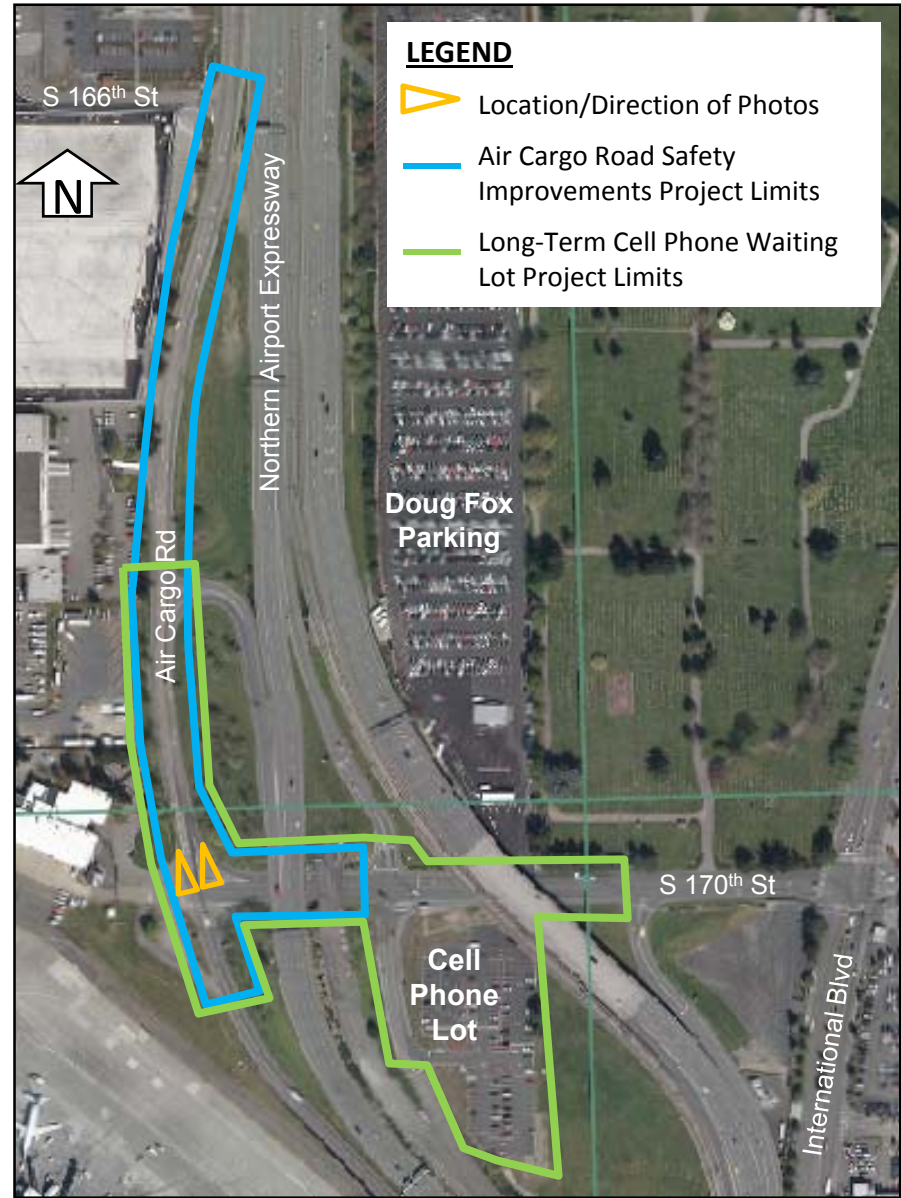 LEGEND
Location/Direction of Photos
Air Cargo Road Safety
Improvements Project Limits
Long-Term Cell Phone Waiting
Lot Project Limits
S 166th St
N
Northern Airport Expressway
Doug Fox
Parking
Air Cargo Rd
S 170th St
Cell
Phone
Lot
International Blvd